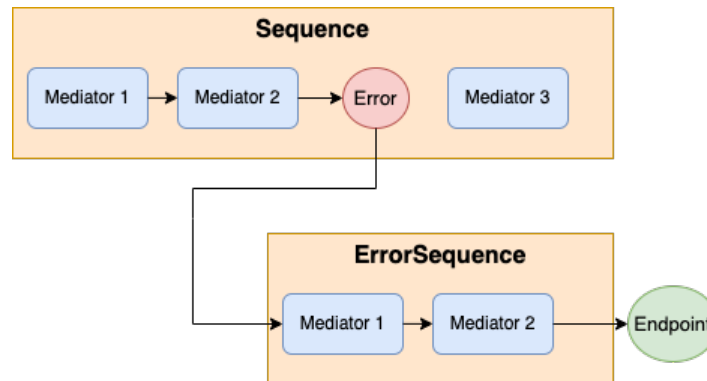 Sequence
Mediator 1
Mediator 2
Error
Mediator 3
ErrorSequence
Mediator 1
Mediator 2
Endpoint